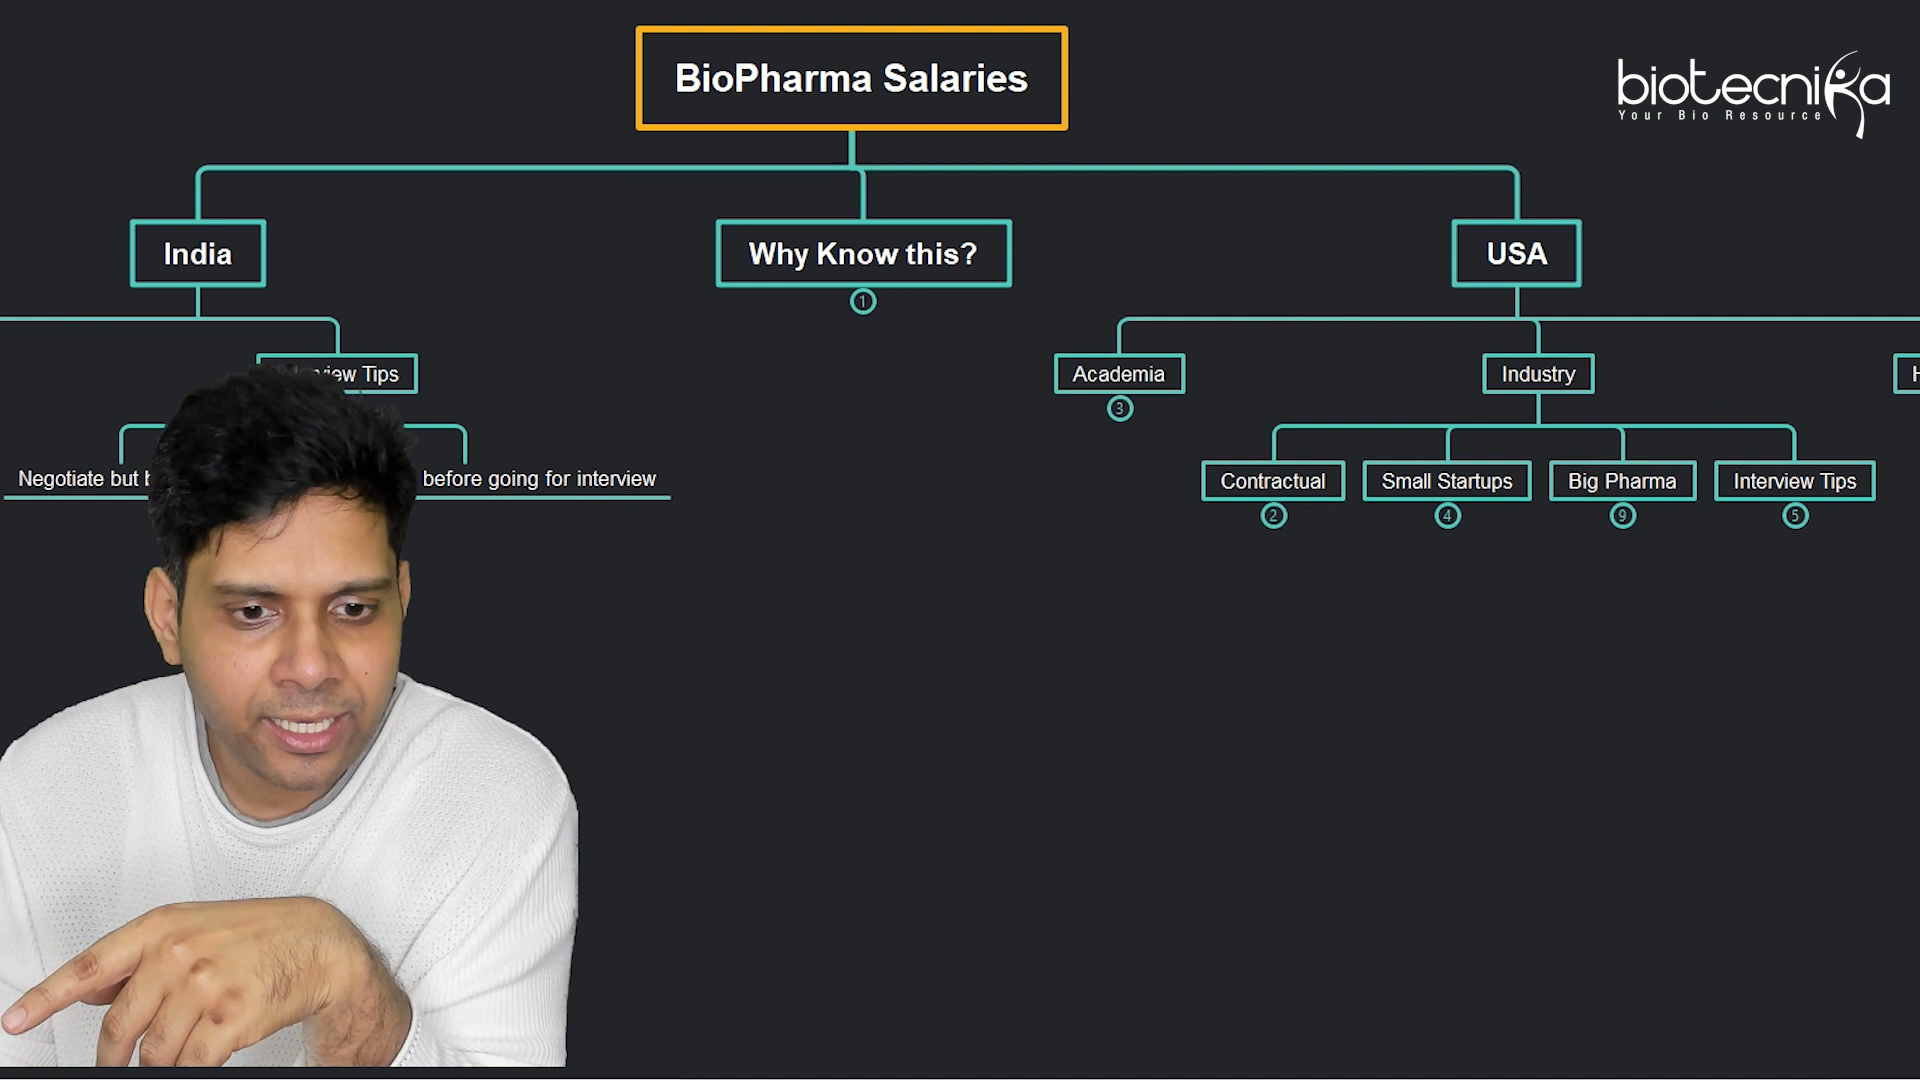 BioPharma Salaries
biotecnika
Your Bio Resource
India
Why Know this?
USA
1
Interview Tips
Academia
Industry
3
Negotiate but
before going for interview
Contractual
Small Startups
Big Pharma
Interview Tips
2
4
9
5